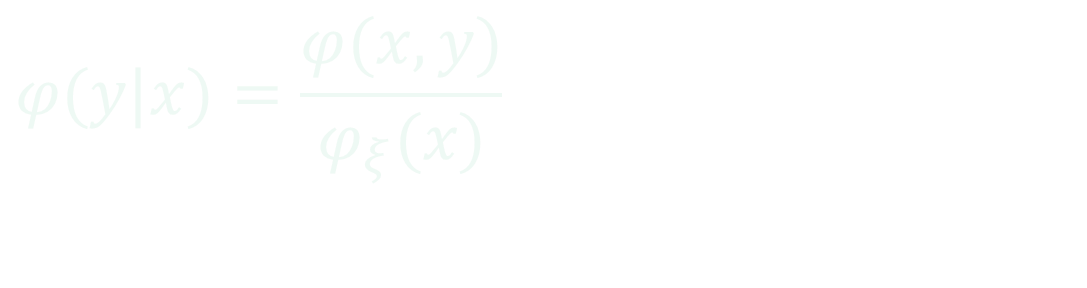 φ(y|x) = φ(x, y) / φ_ξ(x)